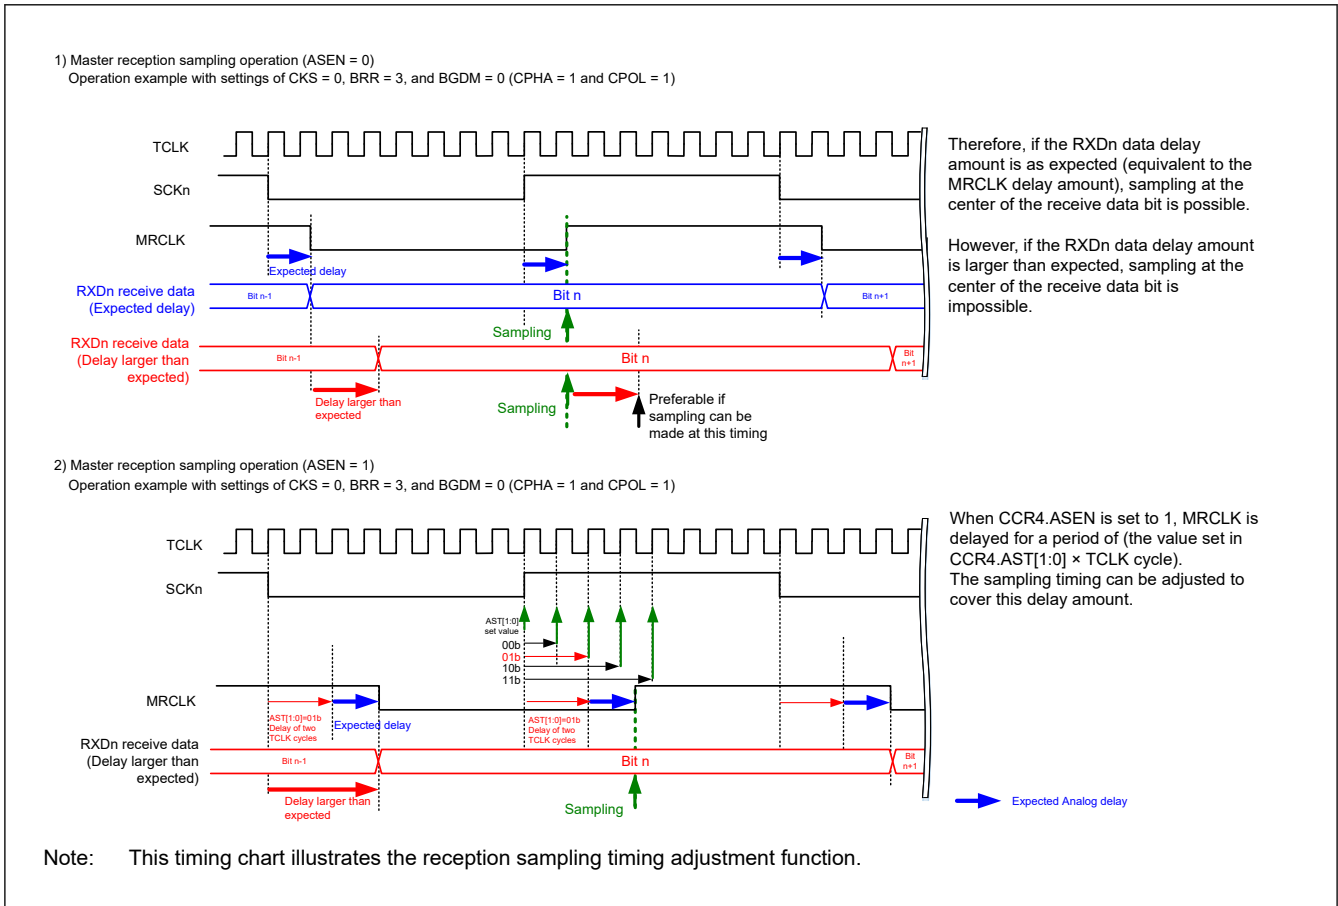 1) Master reception sampling operation (ASEN = 0)
Operation example with settings of CKS = 0, BRR = 3, and BGDM = 0 (CPHA = 1 and CPOL = 1)
TCLK
SCKn
MRCLK
Expected delay
RXDn receive data
(Expected delay)
Bit n-1
Bit n
Bit n+1
Sampling
RXDn receive data
(Delay larger than
expected)
Bit n-1
Bit n
Bit
n+1
Delay larger than
expected
Sampling
Preferable if
sampling can be
made at this timing
Therefore, if the RXDn data delay
amount is as expected (equivalent to the
MRCLK delay amount), sampling at the
center of the receive data bit is possible.
However, if the RXDn data delay amount
is larger than expected, sampling at the
center of the receive data bit is
impossible.
2) Master reception sampling operation (ASEN = 1)
Operation example with settings of CKS = 0, BRR = 3, and BGDM = 0 (CPHA = 1 and CPOL = 1)
TCLK
SCKn
AST[1:0]
set value
00b
01b
10b
11b
MRCLK
AST[1:0]=01b
Delay of two
TCLK cycles
Expected delay
AST[1:0]=01b
Delay of two
TCLK cycles
RXDn receive data
(Delay larger than
expected)
Bit n-1
Bit n
Bit
n+1
Delay larger than
expected
Sampling
When CCR4.ASEN is set to 1, MRCLK is
delayed for a period of (the value set in
CCR4.AST[1:0] × TCLK cycle).
The sampling timing can be adjusted to
cover this delay amount.
Expected Analog delay
Note: This timing chart illustrates the reception sampling timing adjustment function.